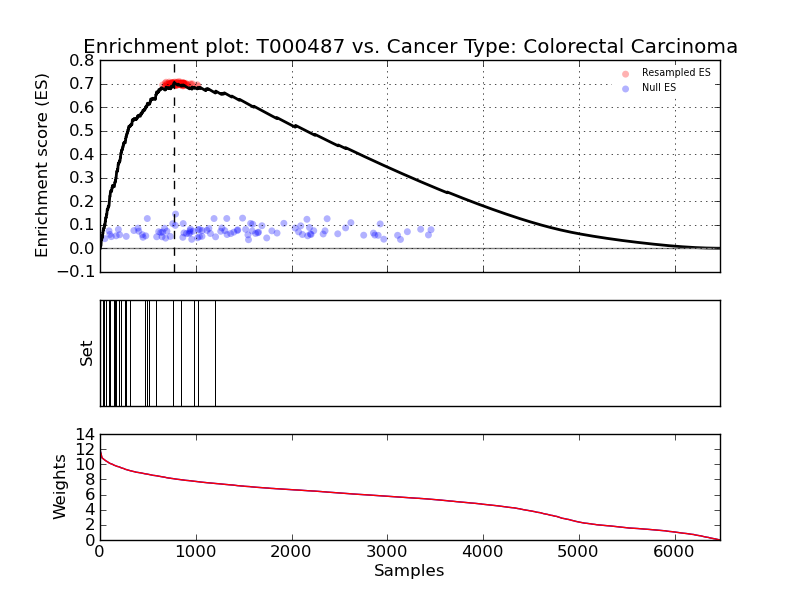 Enrichment plot: T000487 vs. Cancer Type: Colorectal Carcinoma
Enrichment score (ES)
0.8
0.7
0.6
0.5
0.4
0.3
0.2
0.1
0.0
−0.1
Resampled ES
Null ES
Set
Weights
14
12
10
8
6
4
2
0
0 1000 2000 3000 4000 5000 6000
Samples